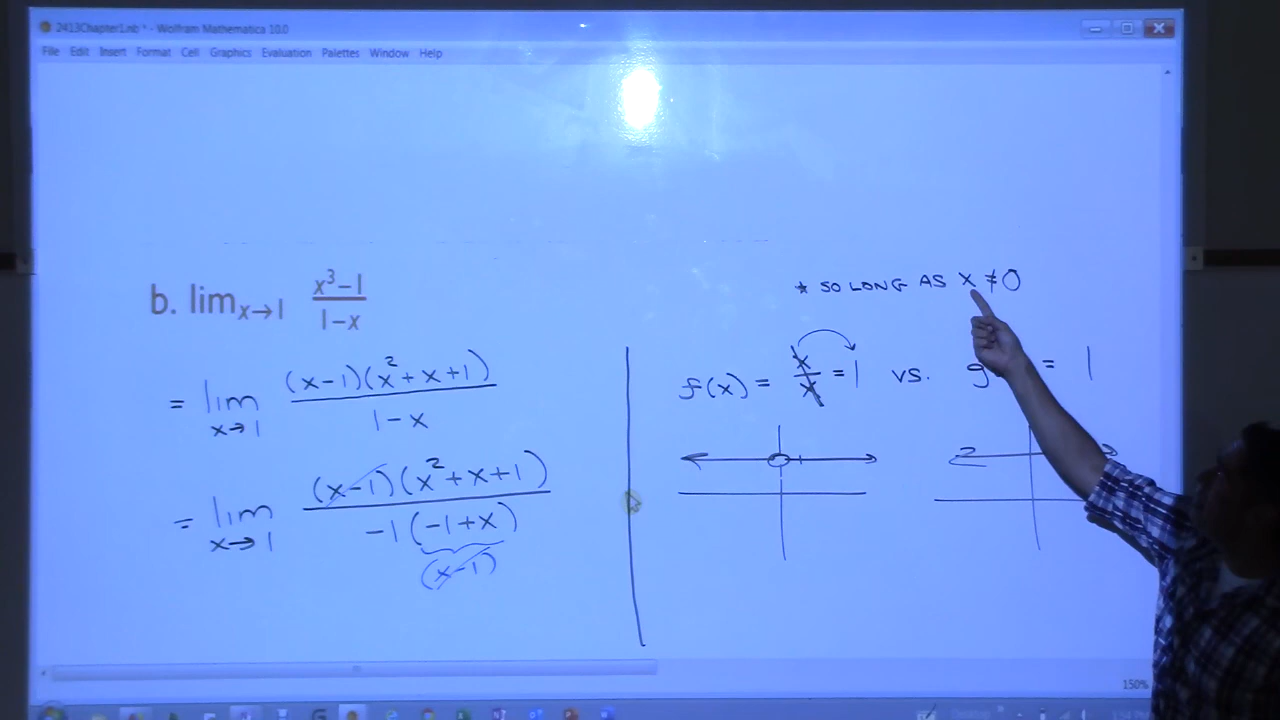 2413Chapter1.nb * - Wolfram Mathematica 10.0
File Edit Insert Format Cell Graphics Evaluation Palettes Window Help
b. lim x→1 (x³-1)/(1-x)
= lim x→1 (x-1)(x²+x+1)/(1-x)
= lim x→1 (x-1)(x²+x+1)/(-1(-1+x))
(x-1)
* SO LONG AS X ≠ 0
f(x) = x/x = 1 vs. g = 1
150%